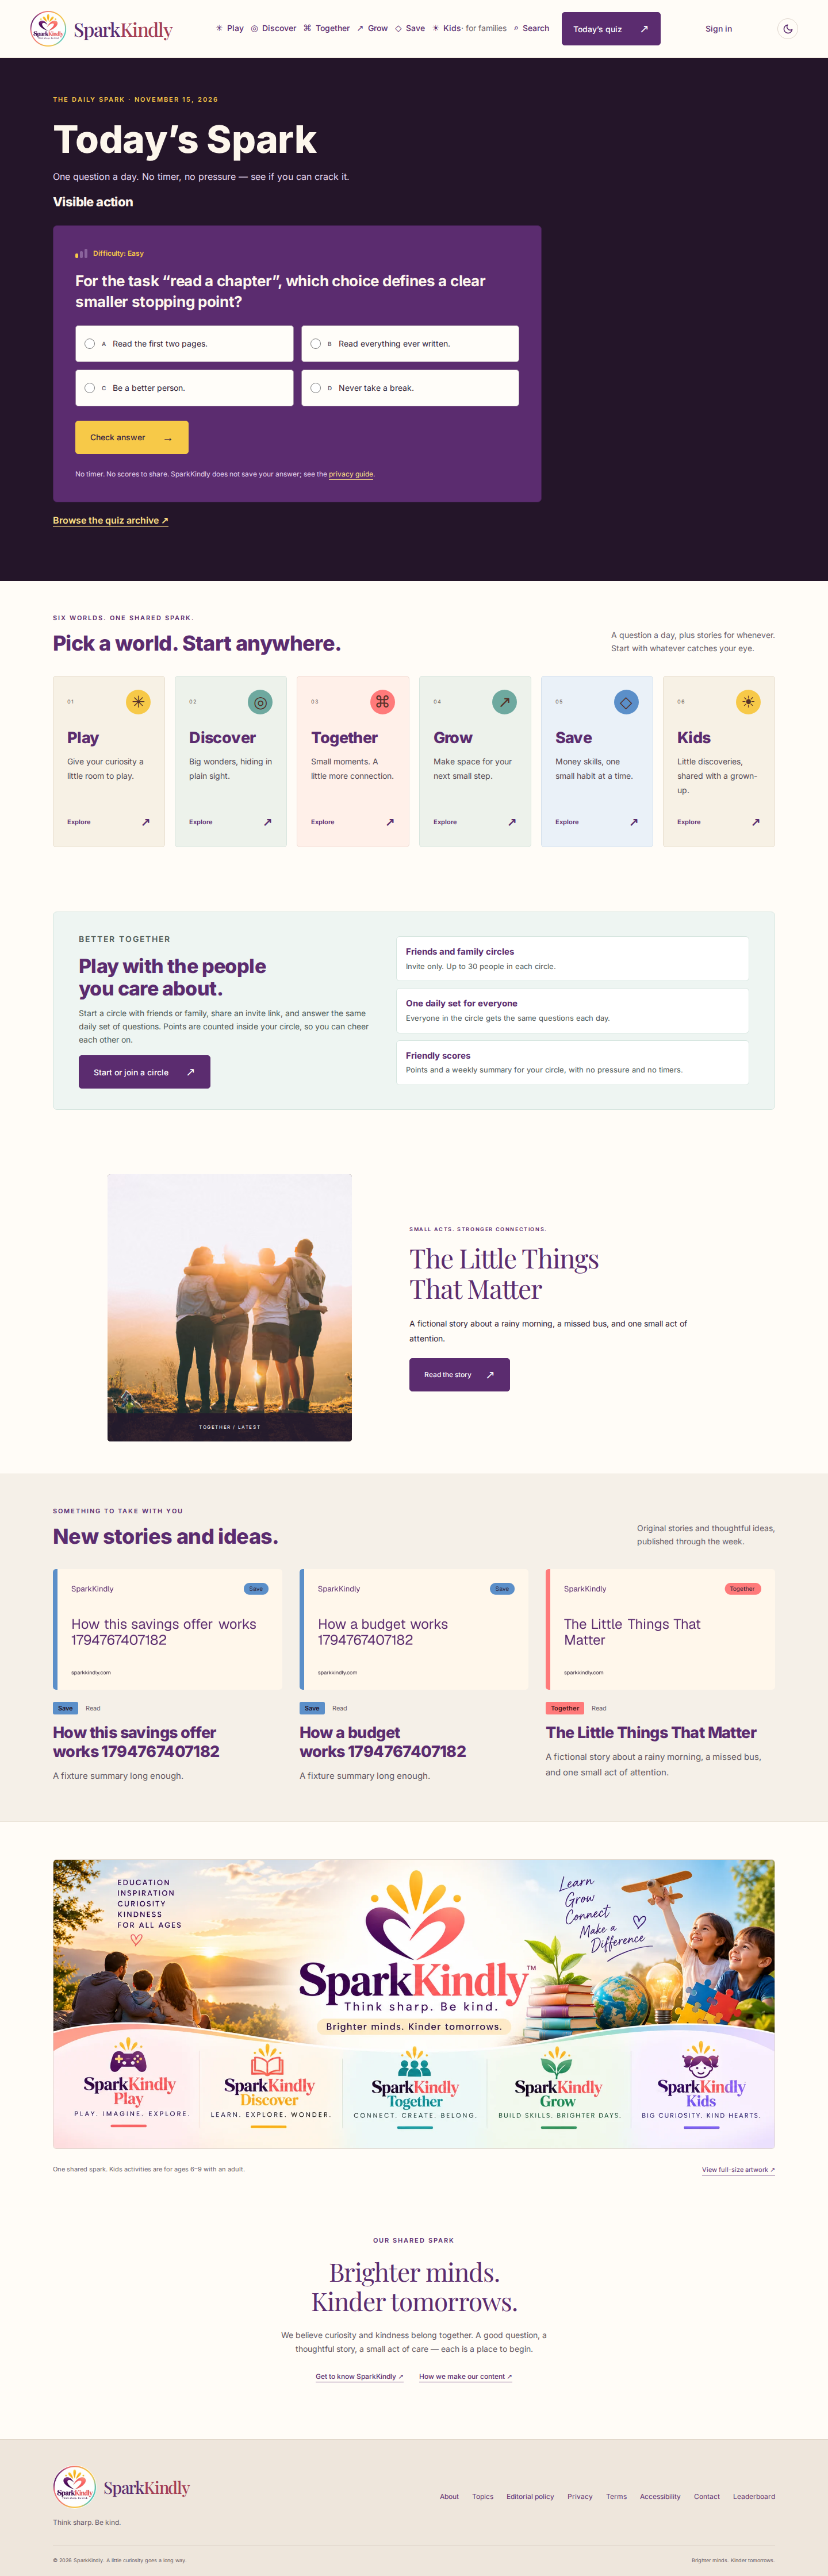 SparkKindly
Play Discover Together Grow Save Kids · for families Search Today's quiz ↗ Sign in
THE DAILY SPARK · NOVEMBER 15, 2026
Today’s Spark
One question a day. No timer, no pressure — see if you can crack it.
Visible action
Difficulty: Easy
For the task “read a chapter”, which choice defines a clear
smaller stopping point?
A Read the first two pages.
B Read everything ever written.
C Be a better person.
D Never take a break.
Check answer →
No timer. No scores to share. SparkKindly does not save your answer; see the privacy guide.
Browse the quiz archive ↗
SIX WORLDS. ONE SHARED SPARK.
Pick a world. Start anywhere.
A question a day, plus stories for whenever.
Start with whatever catches your eye.
01
Play
Give your curiosity a
little room to play.
Explore ↗
02
Discover
Big wonders, hiding in
plain sight.
Explore ↗
03
Together
Small moments. A
little more connection.
Explore ↗
04
Grow
Make space for your
next small step.
Explore ↗
05
Save
Money skills, one
small habit at a time.
Explore ↗
06
Kids
Little discoveries,
shared with a grown-
up.
Explore ↗
BETTER TOGETHER
Play with the people
you care about.
Start a circle with friends or family, share an invite link, and answer the same
daily set of questions. Points are counted inside your circle, so you can cheer
each other on.
Start or join a circle ↗
Friends and family circles
Invite only. Up to 30 people in each circle.
One daily set for everyone
Everyone in the circle gets the same questions each day.
Friendly scores
Points and a weekly summary for your circle, with no pressure and no timers.
TOGETHER / LATEST
SMALL ACTS. STRONGER CONNECTIONS.
The Little Things
That Matter
A fictional story about a rainy morning, a missed bus, and one small act of
attention.
Read the story ↗
SOMETHING TO TAKE WITH YOU
New stories and ideas.
Original stories and thoughtful ideas,
published through the week.
SparkKindly Save
How this savings offer works
1794767407182
sparkkindly.com
Save Read
How this savings offer
works 1794767407182
A fixture summary long enough.
SparkKindly Save
How a budget works
1794767407182
sparkkindly.com
Save Read
How a budget
works 1794767407182
A fixture summary long enough.
SparkKindly Together
The Little Things That
Matter
sparkkindly.com
Together Read
The Little Things That Matter
A fictional story about a rainy morning, a missed bus,
and one small act of attention.
EDUCATION
INSPIRATION
CURIOSITY
KINDNESS
FOR ALL AGES
SparkKindly™
Think sharp. Be kind.
Brighter minds. Kinder tomorrows.
Learn
Grow
Connect
Make a
Difference
SparkKindly
Play
PLAY. IMAGINE. EXPLORE.
SparkKindly
Discover
LEARN. EXPLORE. WONDER.
SparkKindly
Together
CONNECT. CREATE. BELONG.
SparkKindly
Grow
BUILD SKILLS. BRIGHTER DAYS.
SparkKindly
Kids
BIG CURIOSITY. KIND HEARTS.
One shared spark. Kids activities are for ages 6–9 with an adult.
View full-size artwork ↗
OUR SHARED SPARK
Brighter minds.
Kinder tomorrows.
We believe curiosity and kindness belong together. A good question, a
thoughtful story, a small act of care — each is a place to begin.
Get to know SparkKindly ↗ How we make our content ↗
SparkKindly
Think sharp. Be kind.
About Topics Editorial policy Privacy Terms Accessibility Contact Leaderboard
© 2026 SparkKindly. A little curiosity goes a long way.
Brighter minds. Kinder tomorrows.